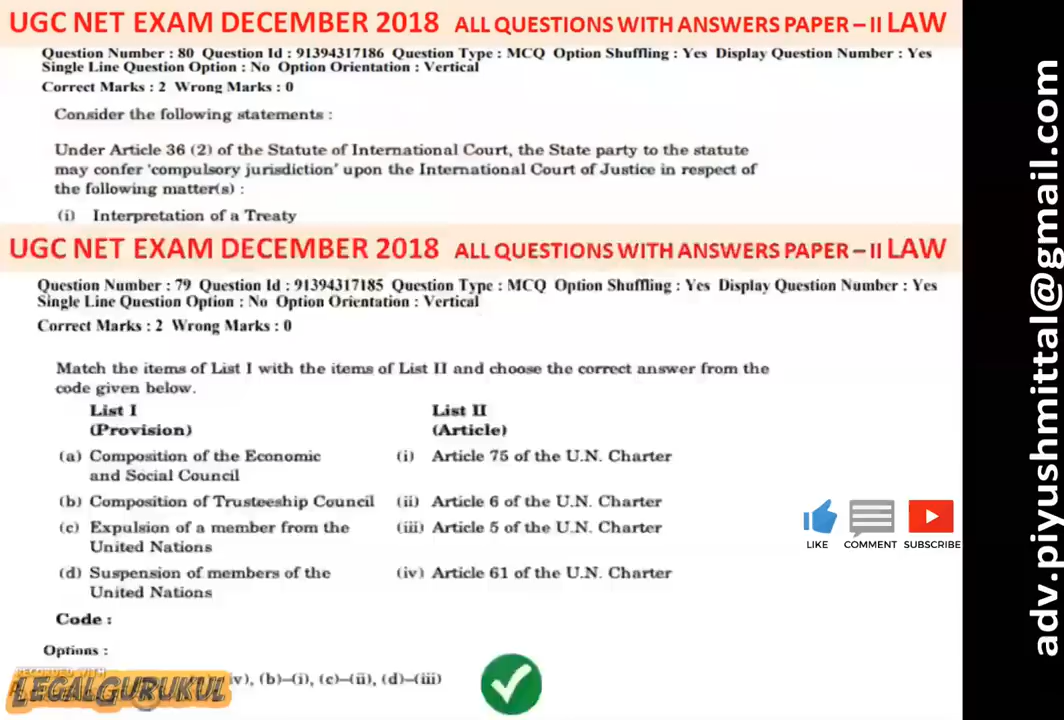 UGC NET EXAM DECEMBER 2018 ALL QUESTIONS WITH ANSWERS PAPER – II LAW
Question Number : 80 Question Id : 91394317186 Question Type : MCQ Option Shuffling : Yes Display Question Number : Yes
Single Line Question Option : No Option Orientation : Vertical
Correct Marks : 2 Wrong Marks : 0
Consider the following statements :
Under Article 36 (2) of the Statute of International Court, the State party to the statute
may confer 'compulsory jurisdiction' upon the International Court of Justice in respect of
the following matter(s) :
(i) Interpretation of a Treaty
UGC NET EXAM DECEMBER 2018 ALL QUESTIONS WITH ANSWERS PAPER – II LAW
Question Number : 79 Question Id : 91394317185 Question Type : MCQ Option Shuffling : Yes Display Question Number : Yes
Single Line Question Option : No Option Orientation : Vertical
Correct Marks : 2 Wrong Marks : 0
Match the items of List I with the items of List II and choose the correct answer from the
code given below.
List I List II
(Provision) (Article)
(a) Composition of the Economic (i) Article 75 of the U.N. Charter
and Social Council
(b) Composition of Trusteeship Council (ii) Article 6 of the U.N. Charter
(c) Expulsion of a member from the (iii) Article 5 of the U.N. Charter
United Nations
(d) Suspension of members of the (iv) Article 61 of the U.N. Charter
United Nations
Code :
Options :
iv), (b)–(i), (c)–(ii), (d)–(iii)
RECORDED WITH
LEGALGURUKUL
LIKE COMMENT SUBSCRIBE
adv.piyushmittal@gmail.com